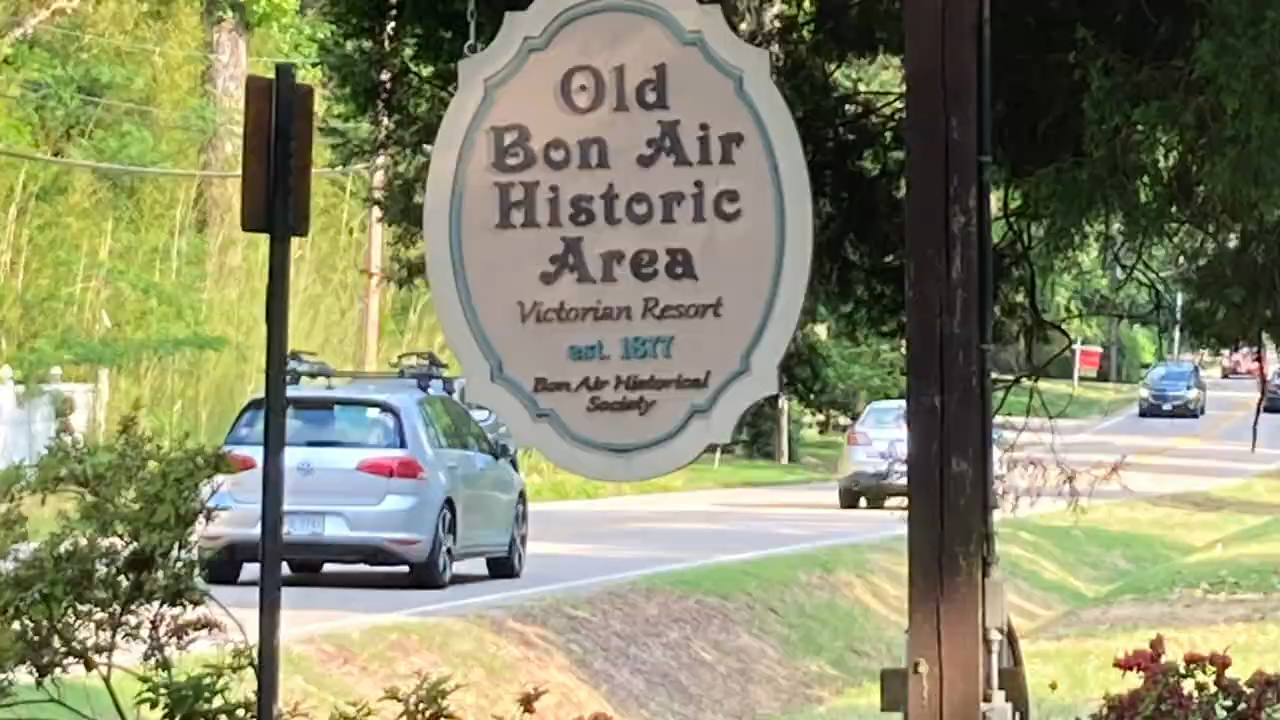 Old
Bon Air
Historic
Area
Victorian Resort
est. 1877
Bon Air Historical
Society